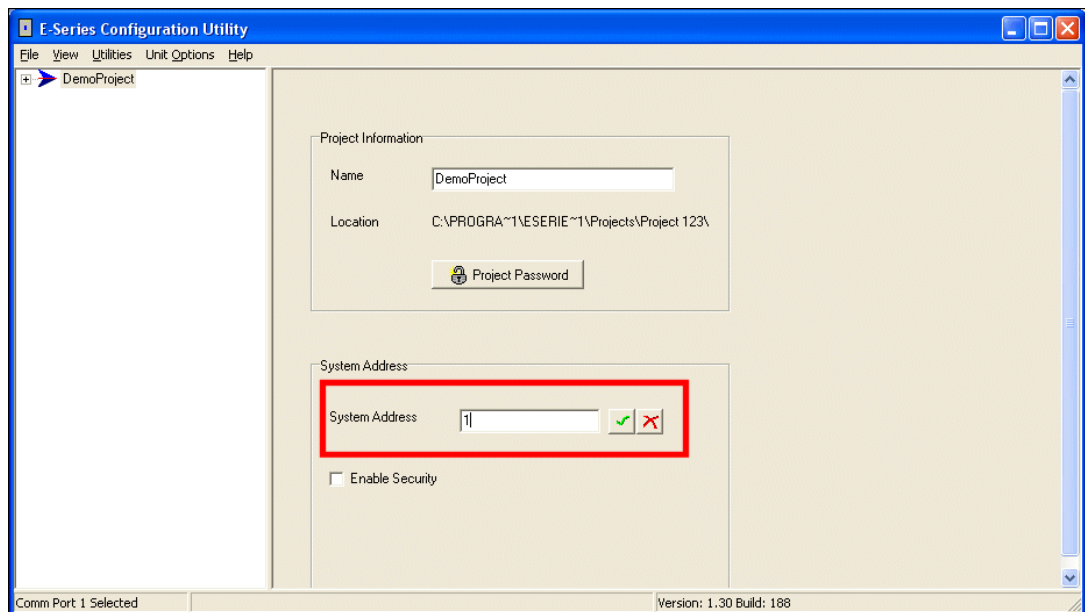 E-Series Configuration Utility
File View Utilities Unit Options Help
DemoProject
Project Information
Name DemoProject
Location C:\PROGRA~1\ESERIE~1\Projects\Project 123\
Project Password
System Address
System Address 1
Enable Security
Comm Port 1 Selected Version: 1.30 Build: 188